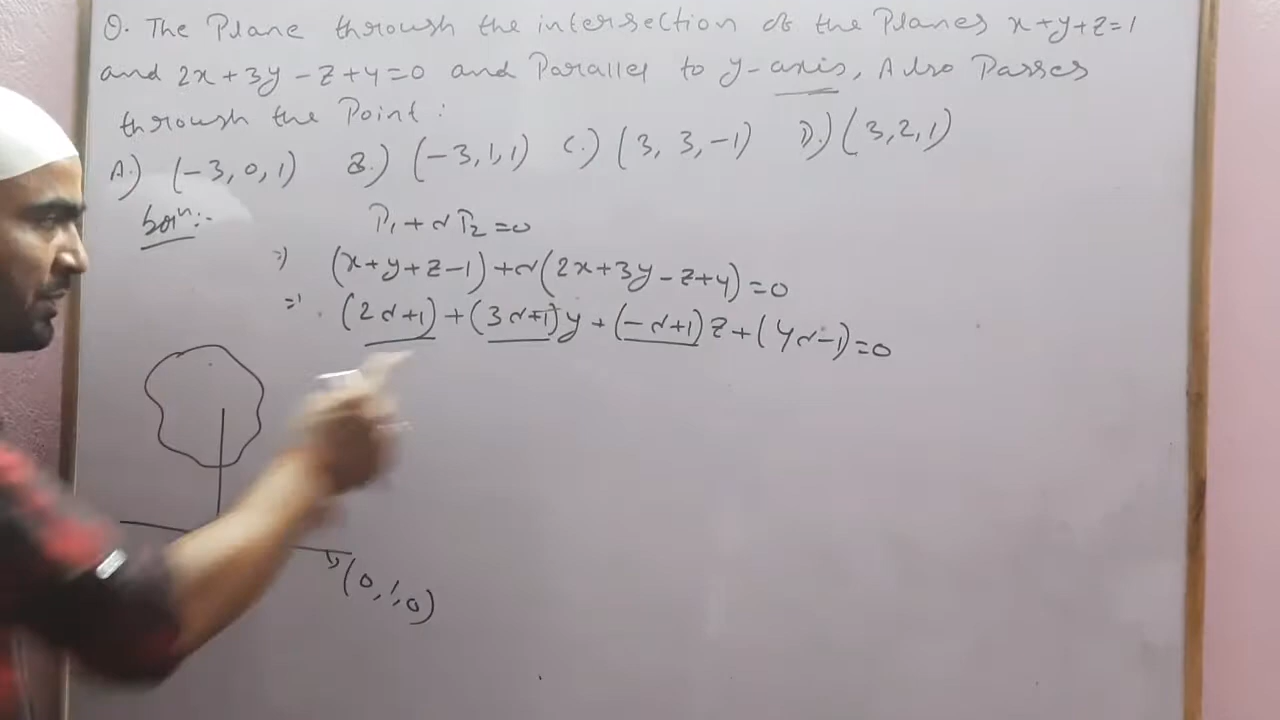 Q. The Plane through the intersection of the Planes x+y+z=1
and 2x+3y-z+4=0 and Parallel to y-axis, Also Passes
through the Point:
A.) (-3,0,1) B.) (-3,1,1) C.) (3,3,-1) D.) (3,2,1)
Soln:- P₁+αP₂=0
⇒) (x+y+z-1)+α(2x+3y-z+4)=0
⇒ (2α+1)+(3α+1)y+(-α+1)z+(4α-1)=0
(0,1,0)